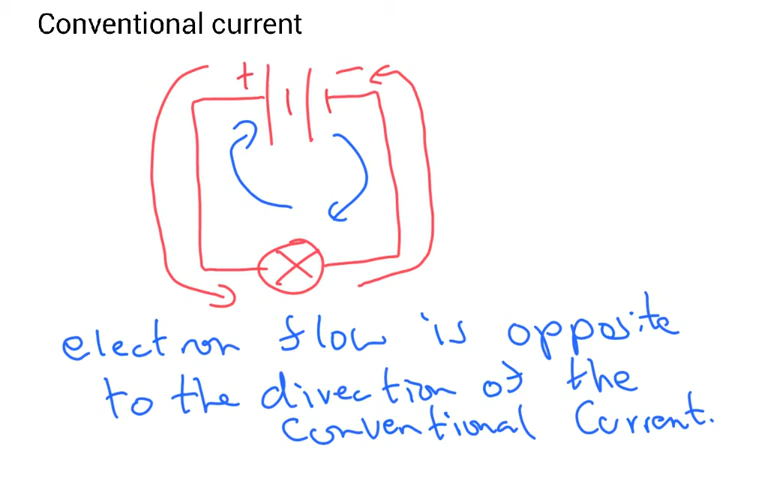 Conventional current
+ −
electron flow is opposite
to the direction of the
conventional current.